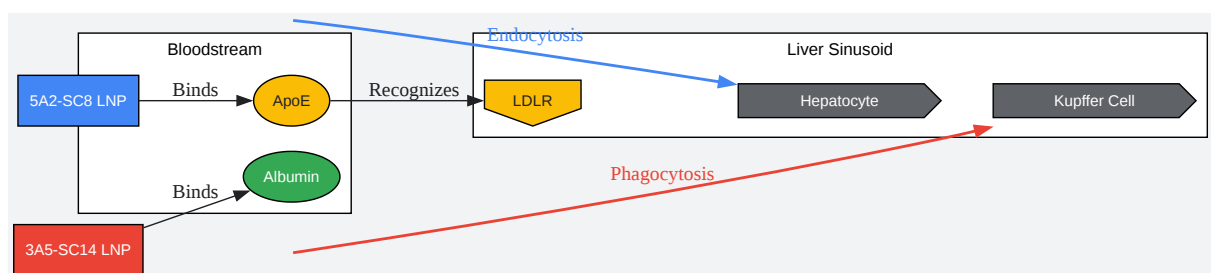 Bloodstream
Endocytosis
Liver Sinusoid
5A2-SC8 LNP
Binds
ApoE
Recognizes
LDLR
Hepatocyte
Kupffer Cell
Binds
Albumin
Phagocytosis
3A5-SC14 LNP